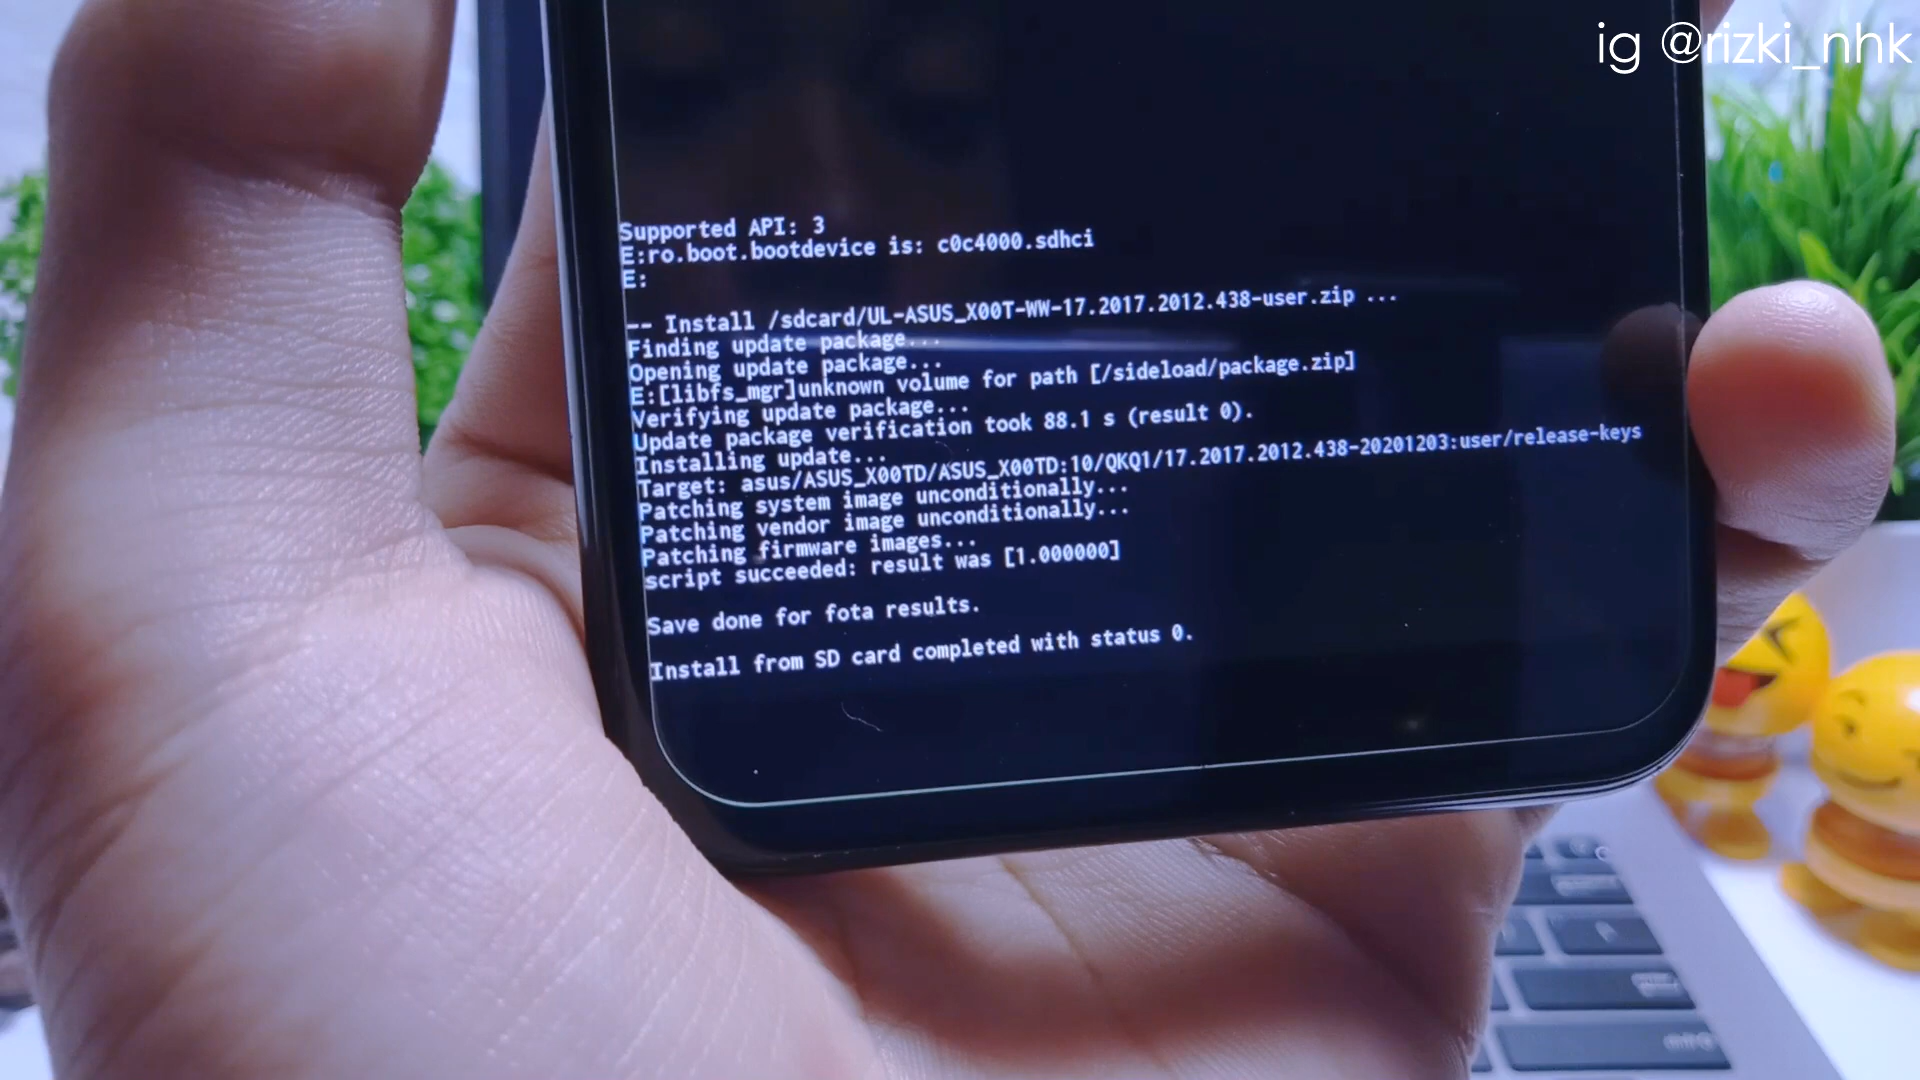 ig @rizki_nhk
Supported API: 3
E:ro.boot.bootdevice is: c0c4000.sdhci
E:
-- Install /sdcard/UL-ASUS_X00T-WW-17.2017.2012.438-user.zip ...
Finding update package...
Opening update package...
E:[libfs_mgr]unknown volume for path [/sideload/package.zip]
Verifying update package...
Update package verification took 88.1 s (result 0).
Installing update...
Target: asus/ASUS_X00TD/ASUS_X00TD:10/QKQ1/17.2017.2012.438-20201203:user/release-keys
Patching system image unconditionally...
Patching vendor image unconditionally...
Patching firmware images...
script succeeded: result was [1.000000]
Save done for fota results.
Install from SD card completed with status 0.